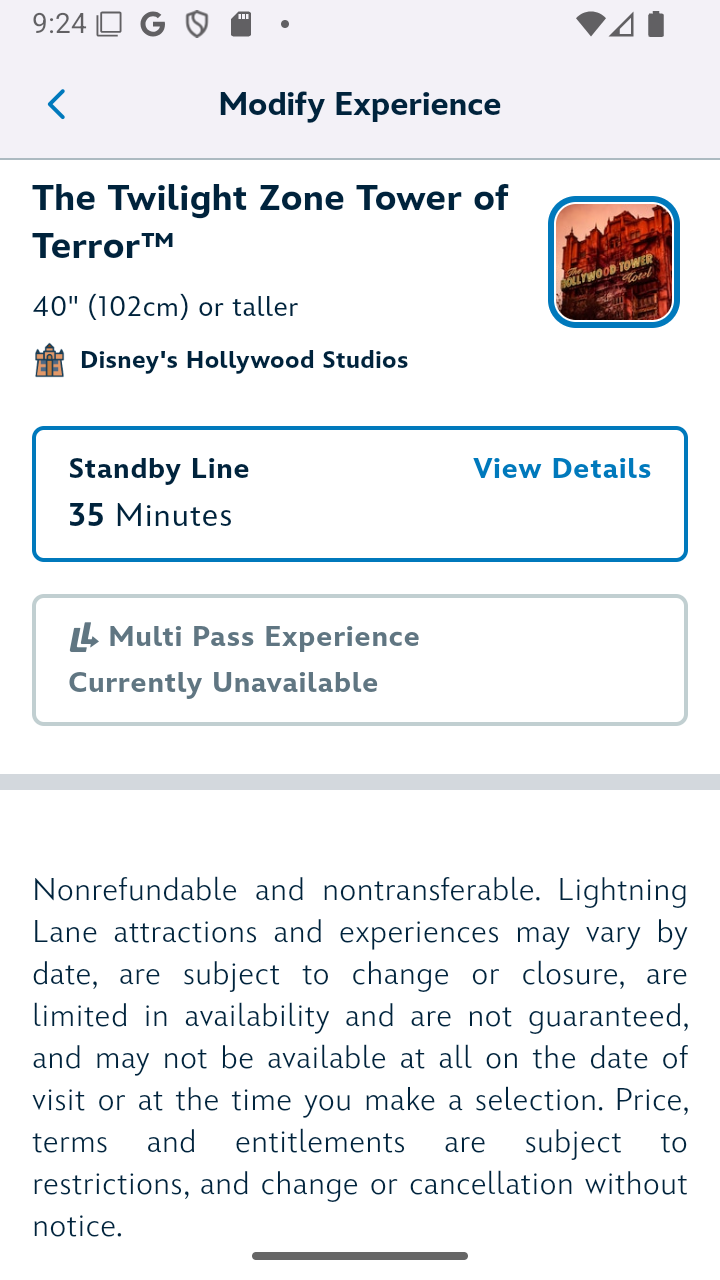 9:24
Modify Experience
The Twilight Zone Tower of
Terror™
40" (102cm) or taller
Disney's Hollywood Studios
The
HOLLYWOOD TOWER
Hotel
Standby Line
View Details
35 Minutes
Multi Pass Experience
Currently Unavailable
Nonrefundable and nontransferable. Lightning
Lane attractions and experiences may vary by
date, are subject to change or closure, are
limited in availability and are not guaranteed,
and may not be available at all on the date of
visit or at the time you make a selection. Price,
terms and entitlements are subject to
restrictions, and change or cancellation without
notice.